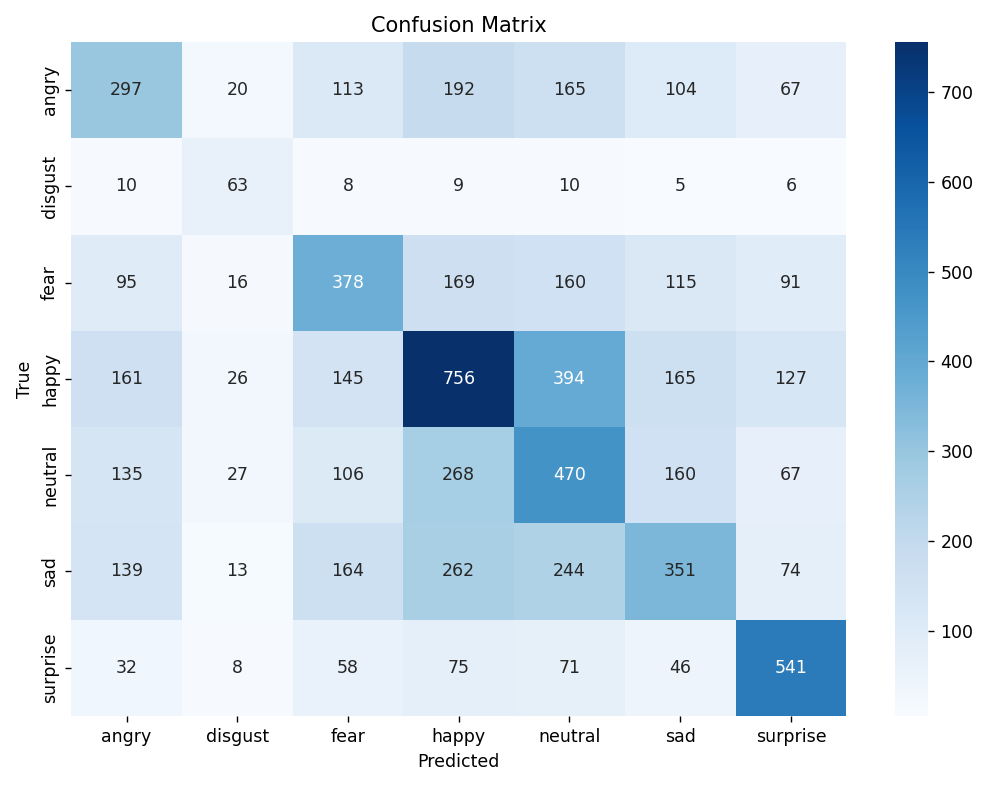 Confusion Matrix
angry 297 20 113 192 165 104 67
disgust 10 63 8 9 10 5 6
fear 95 16 378 169 160 115 91
happy 161 26 145 756 394 165 127
neutral 135 27 106 268 470 160 67
sad 139 13 164 262 244 351 74
surprise 32 8 58 75 71 46 541
True
angry disgust fear happy neutral sad surprise
Predicted
700
600
500
400
300
200
100